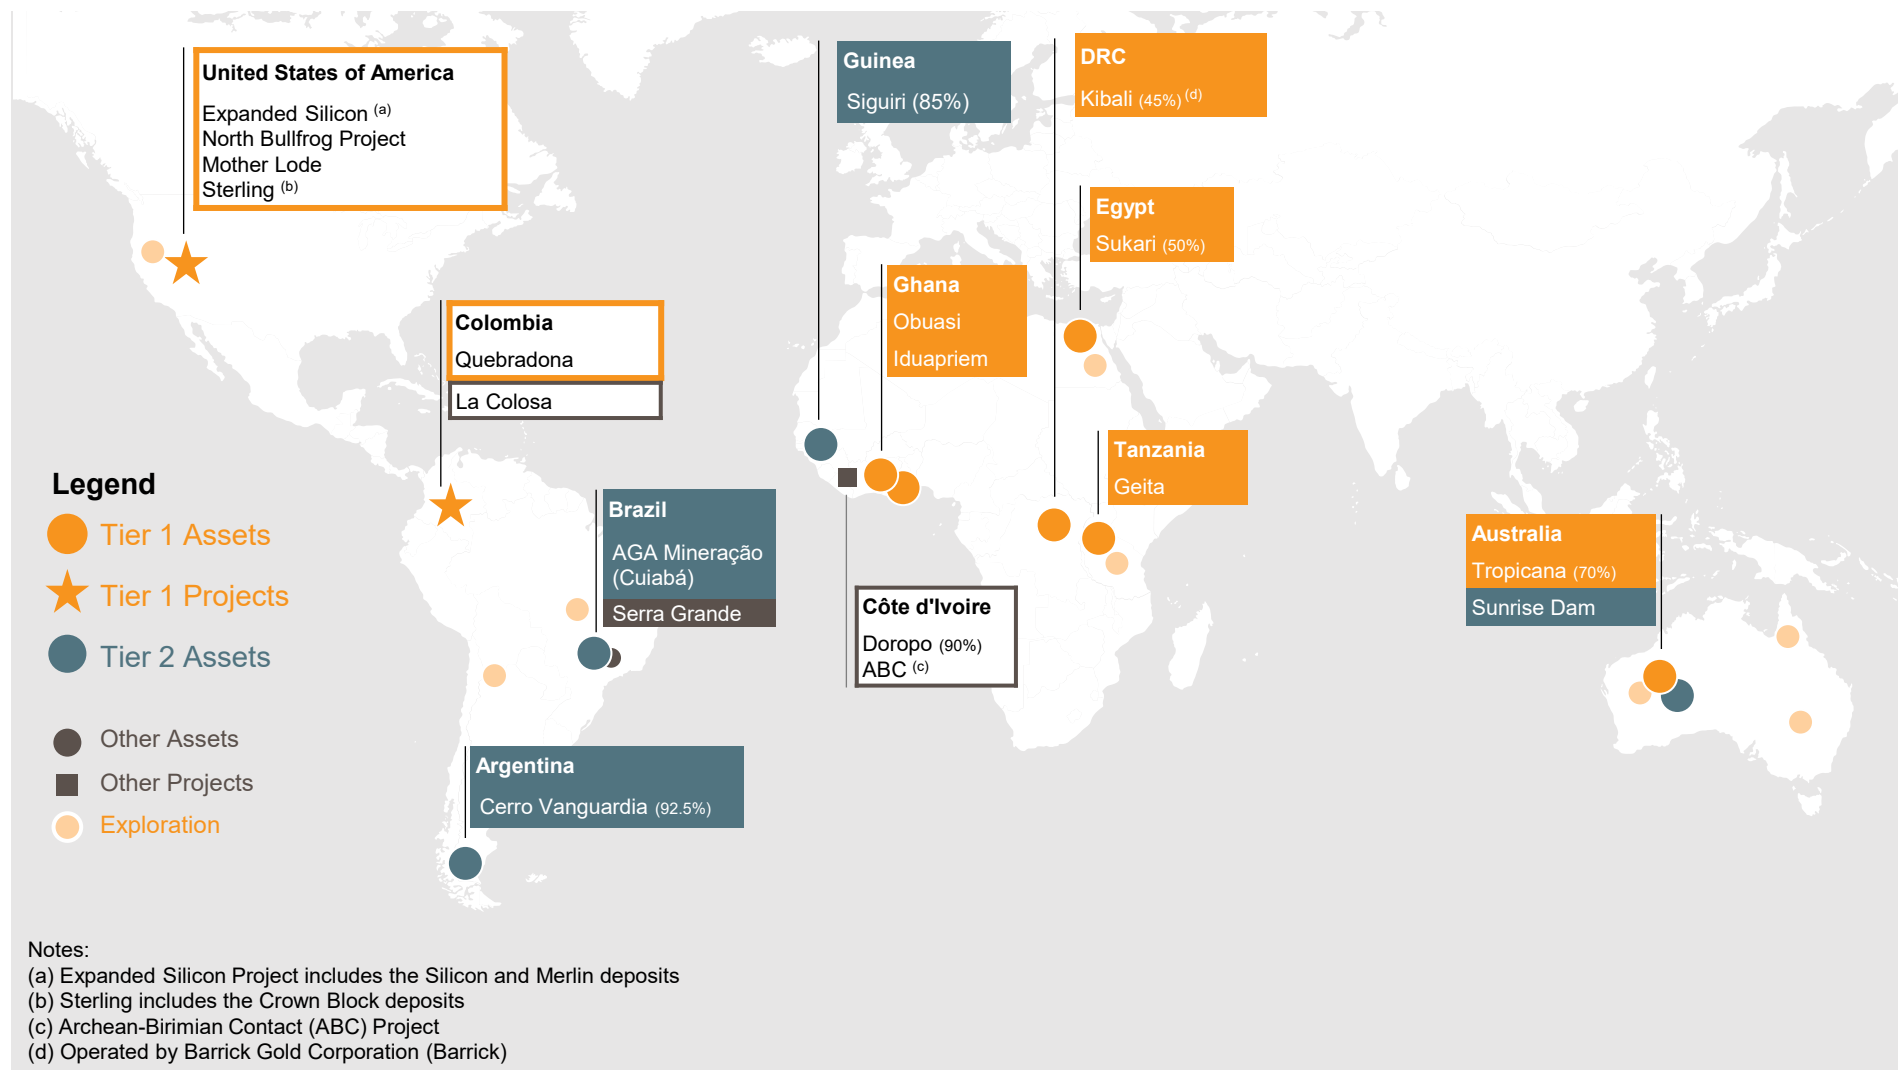 United States of America
Expanded Silicon (a)
North Bullfrog Project
Mother Lode
Sterling (b)
Guinea
Siguiri (85%)
DRC
Kibali (45%) (d)
Egypt
Sukari (50%)
Ghana
Obuasi
Iduapriem
Colombia
Quebradona
La Colosa
Tanzania
Geita
Legend
Tier 1 Assets
Tier 1 Projects
Tier 2 Assets
Other Assets
Other Projects
Exploration
Brazil
AGA Mineração
(Cuiabá)
Serra Grande
Côte d'Ivoire
Doropo (90%)
ABC (c)
Australia
Tropicana (70%)
Sunrise Dam
Argentina
Cerro Vanguardia (92.5%)
Notes:
(a) Expanded Silicon Project includes the Silicon and Merlin deposits
(b) Sterling includes the Crown Block deposits
(c) Archean-Birimian Contact (ABC) Project
(d) Operated by Barrick Gold Corporation (Barrick)